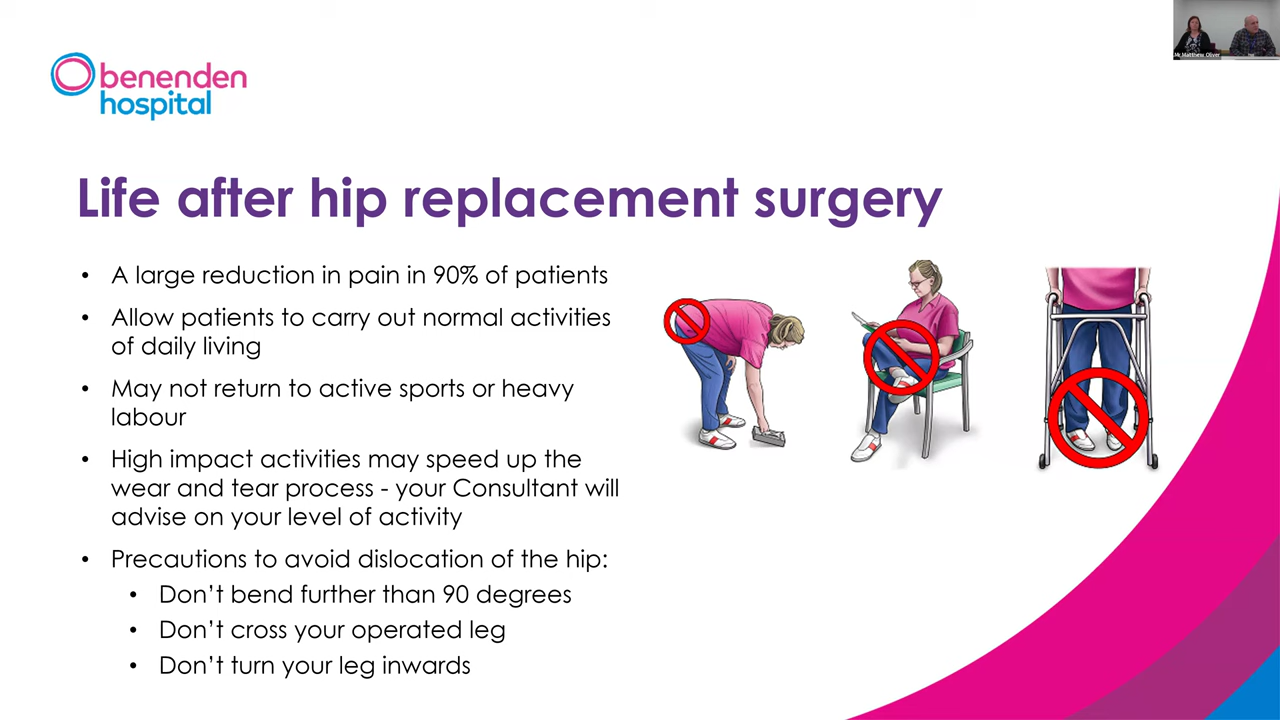 Mr Matthew Oliver
benenden
hospital
Life after hip replacement surgery
• A large reduction in pain in 90% of patients
• Allow patients to carry out normal activities
of daily living
• May not return to active sports or heavy
labour
• High impact activities may speed up the
wear and tear process - your Consultant will
advise on your level of activity
• Precautions to avoid dislocation of the hip:
• Don’t bend further than 90 degrees
• Don’t cross your operated leg
• Don’t turn your leg inwards